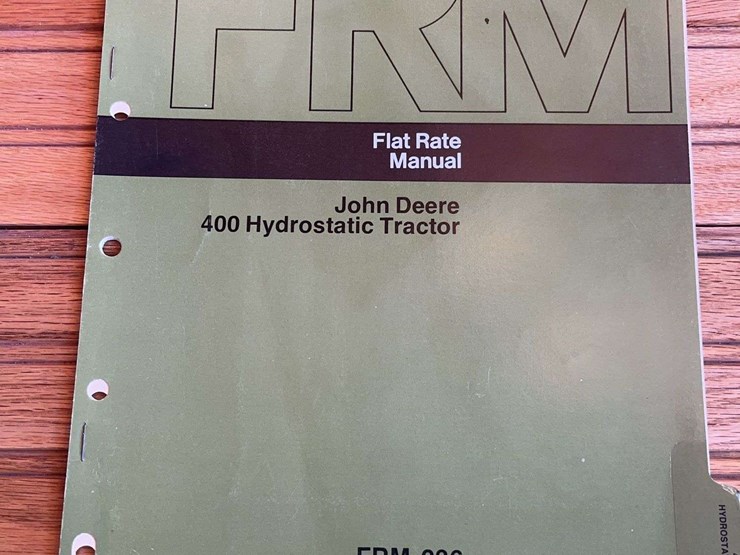 FRM
Flat Rate
Manual
John Deere
400 Hydrostatic Tractor